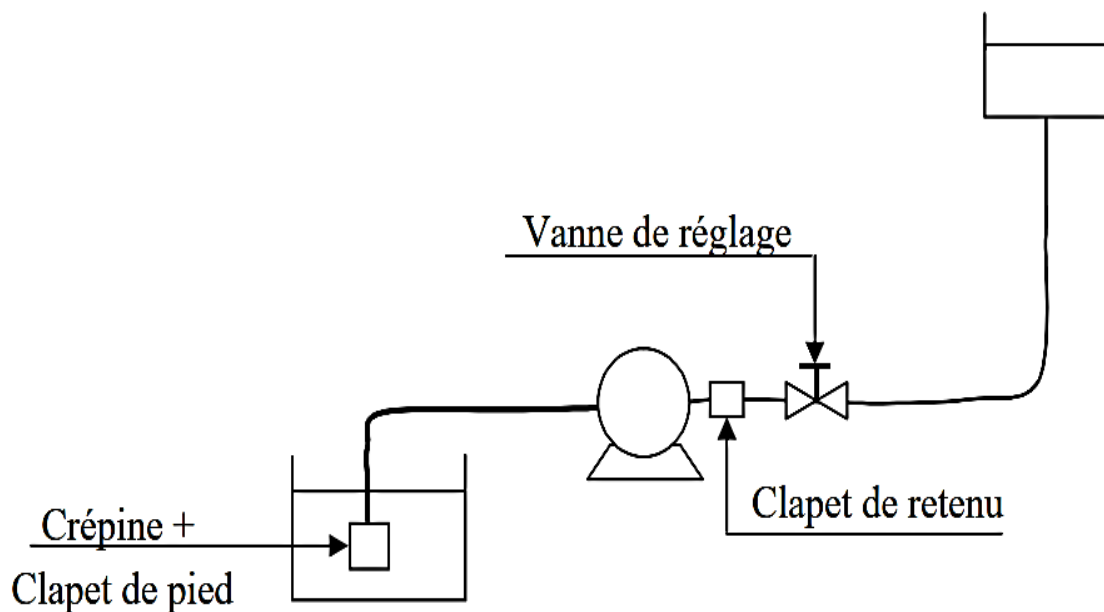 Vanne de réglage
Clapet de retenu
Crépine +
Clapet de pied